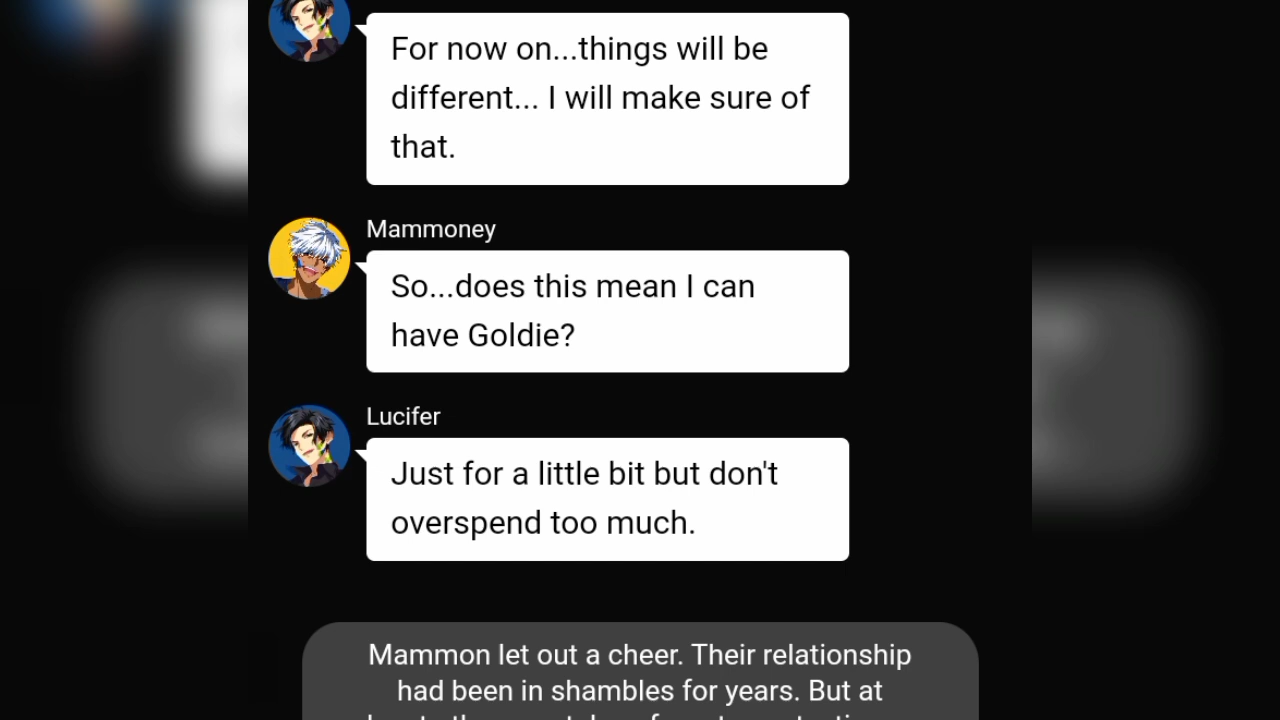 For now on...things will be
different... I will make sure of
that.
Mammoney
So...does this mean I can
have Goldie?
Lucifer
Just for a little bit but don't
overspend too much.
Mammon let out a cheer. Their relationship
had been in shambles for years. But at